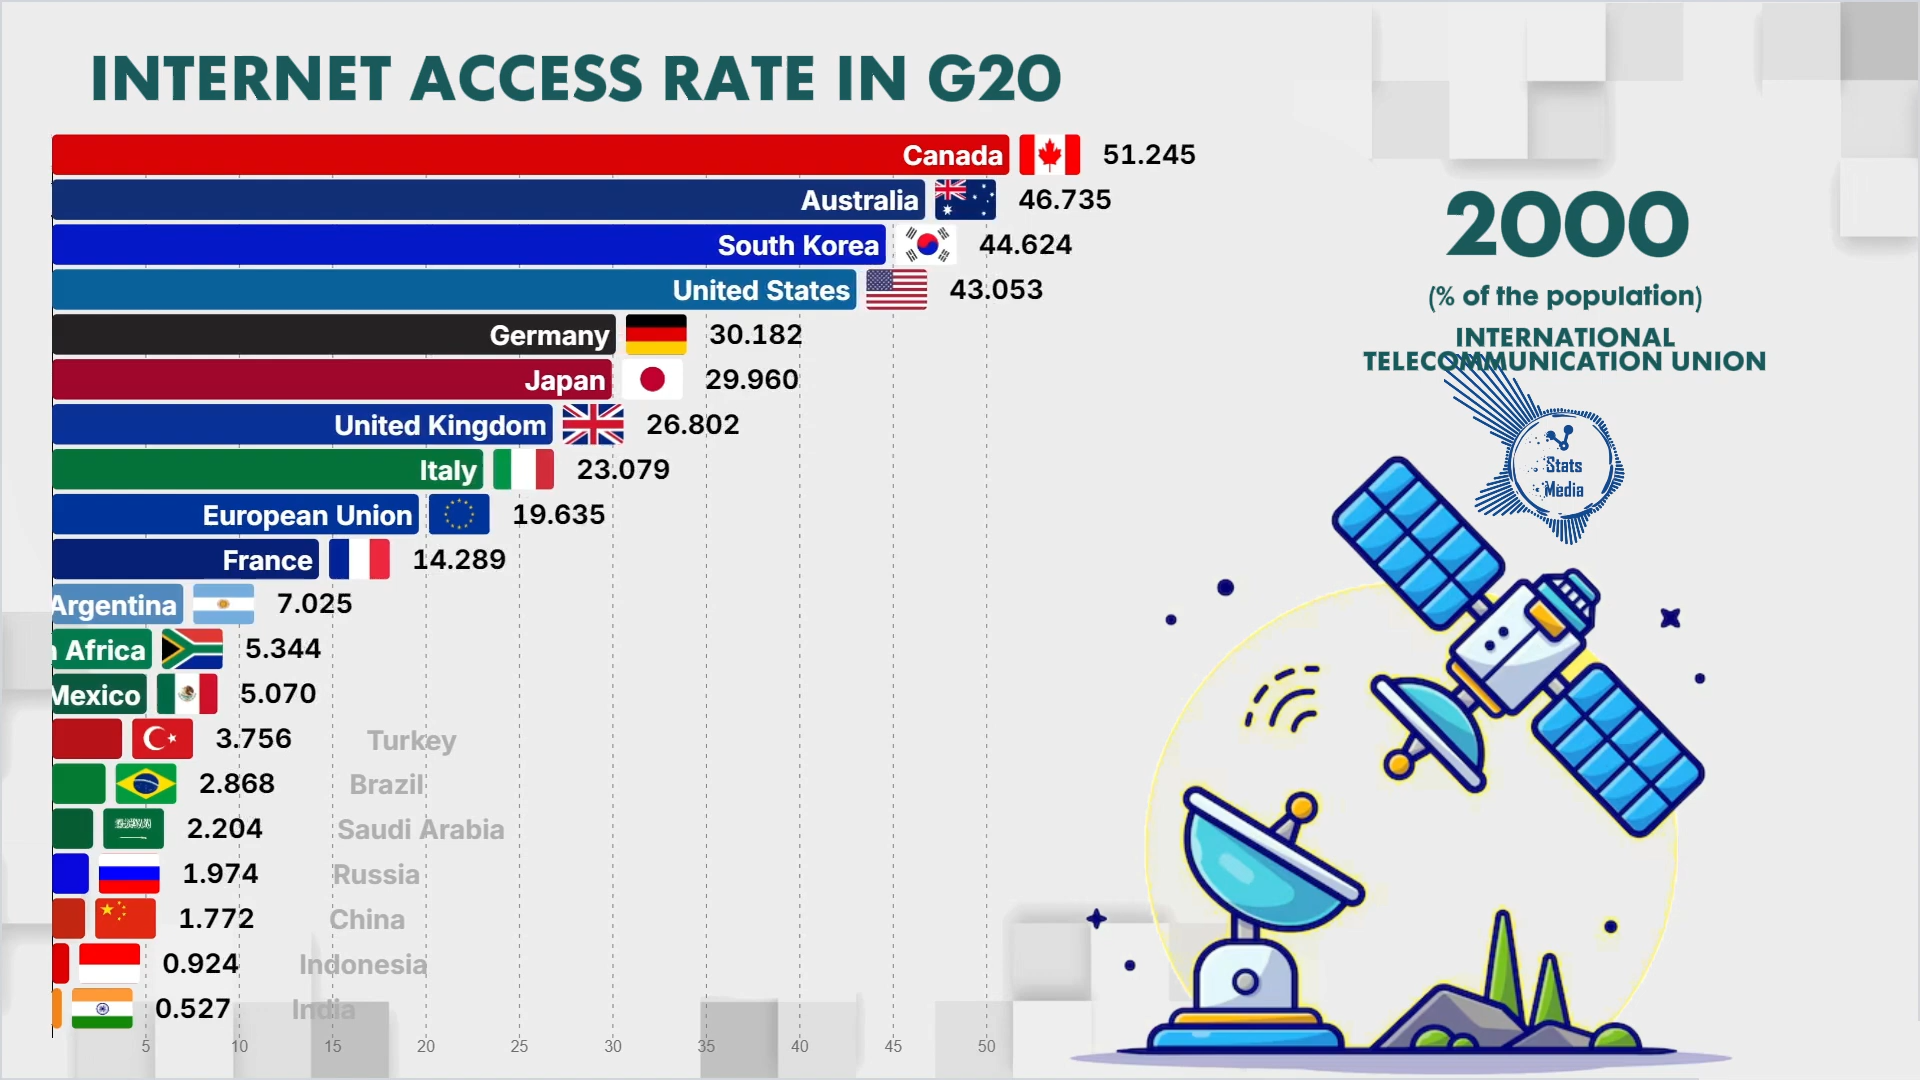 INTERNET ACCESS RATE IN G20
Canada 51.245
Australia 46.735
South Korea 44.624
United States 43.053
Germany 30.182
Japan 29.960
United Kingdom 26.802
Italy 23.079
European Union 19.635
France 14.289
Argentina 7.025
Africa 5.344
Mexico 5.070
3.756 Turkey
2.868 Brazil
2.204 Saudi Arabia
1.974 Russia
1.772 China
0.924 Indonesia
0.527 India
5 10 15 20 25 30 35 40 45 50
2000
(% of the population)
INTERNATIONAL
TELECOMMUNICATION UNION
Stats
Media